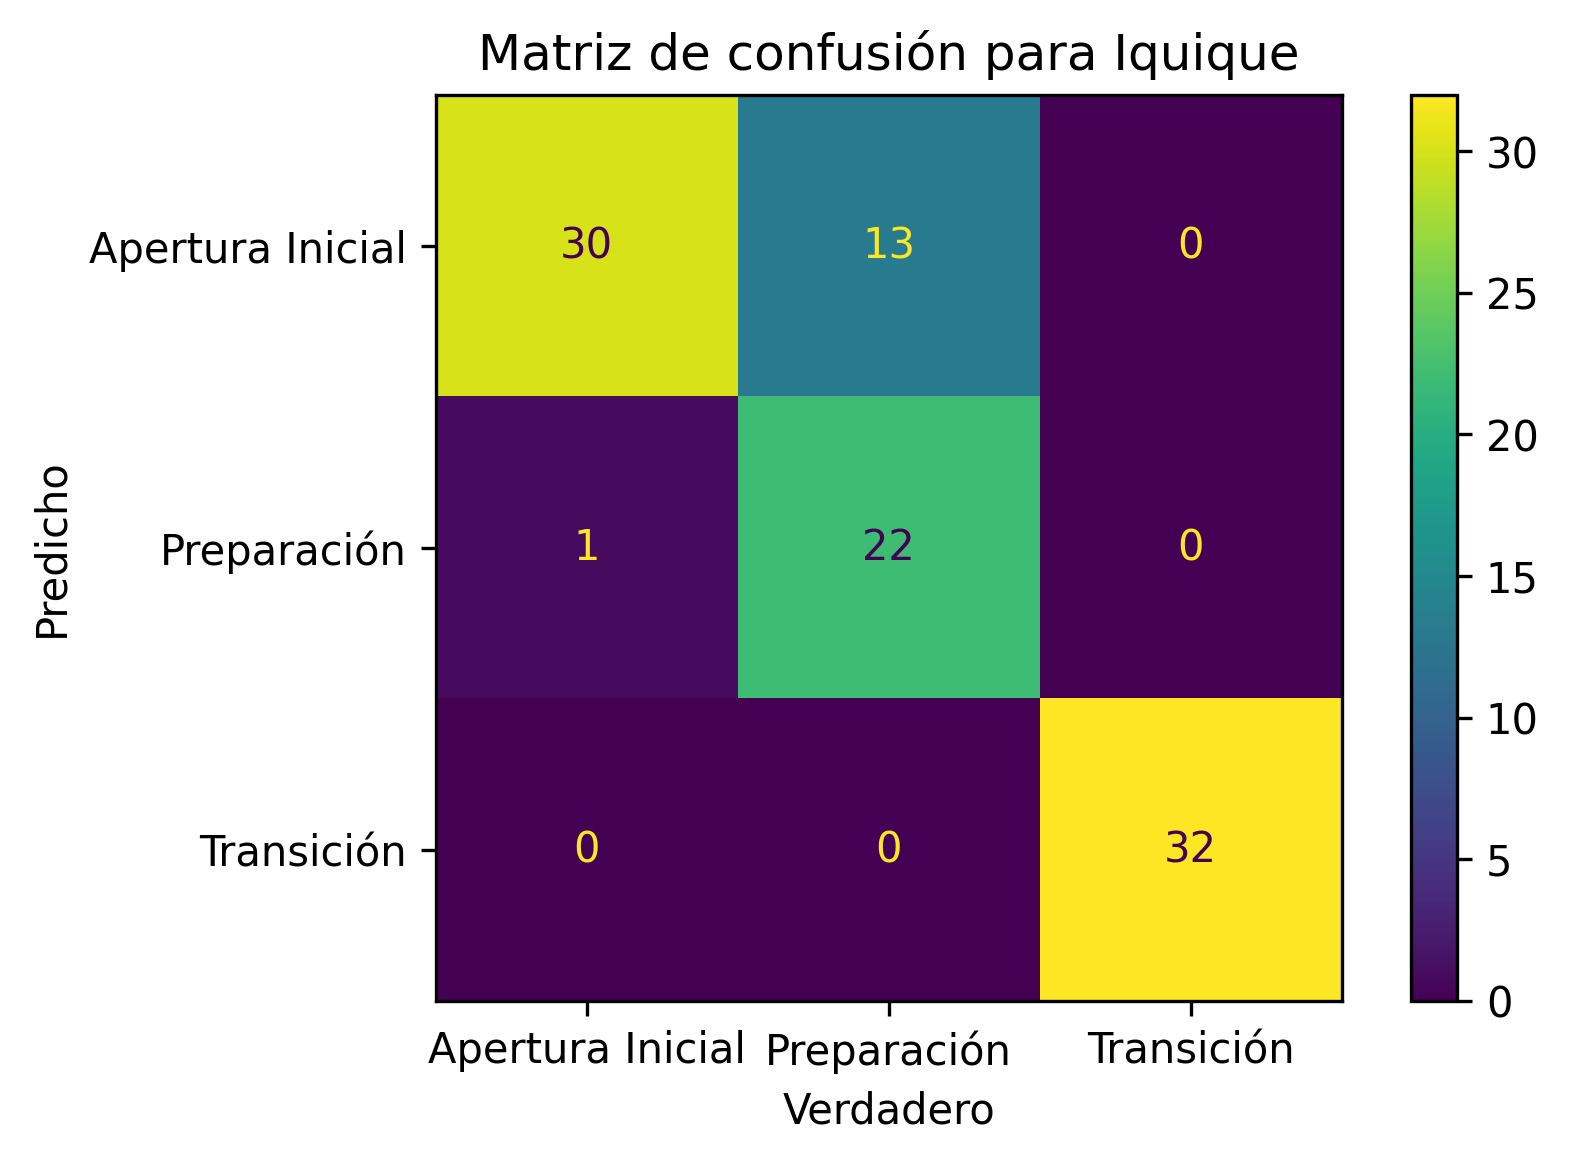 Matriz de confusión para Iquique
Predicho
Apertura Inicial
30
13
0
Preparación
1
22
0
Transición
0
0
32
Apertura Inicial
Preparación
Transición
Verdadero
30
25
20
15
10
5
0